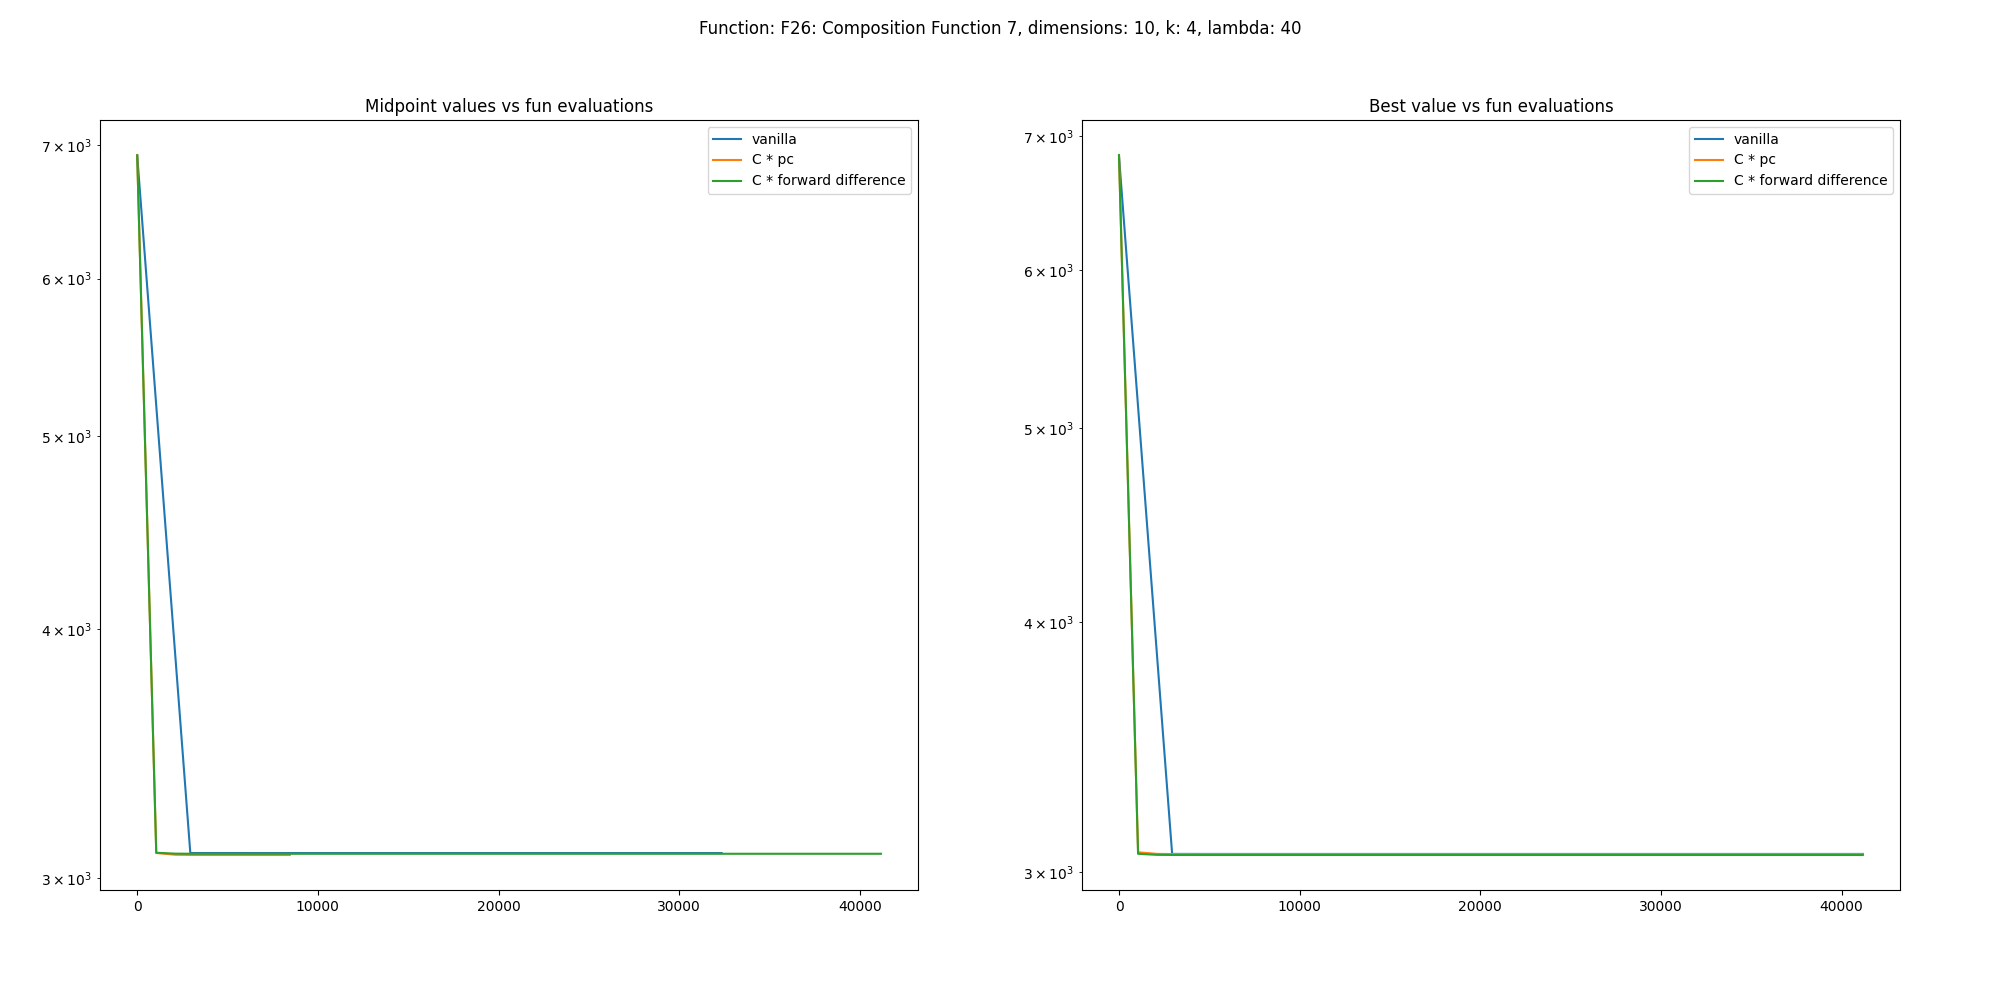 Function: F26: Composition Function 7, dimensions: 10, k: 4, lambda: 40
Midpoint values vs fun evaluations
7 × 10³
6 × 10³
5 × 10³
4 × 10³
3 × 10³
0 10000 20000 30000 40000
vanilla
C * pc
C * forward difference
Best value vs fun evaluations
7 × 10³
6 × 10³
5 × 10³
4 × 10³
3 × 10³
0 10000 20000 30000 40000
vanilla
C * pc
C * forward difference